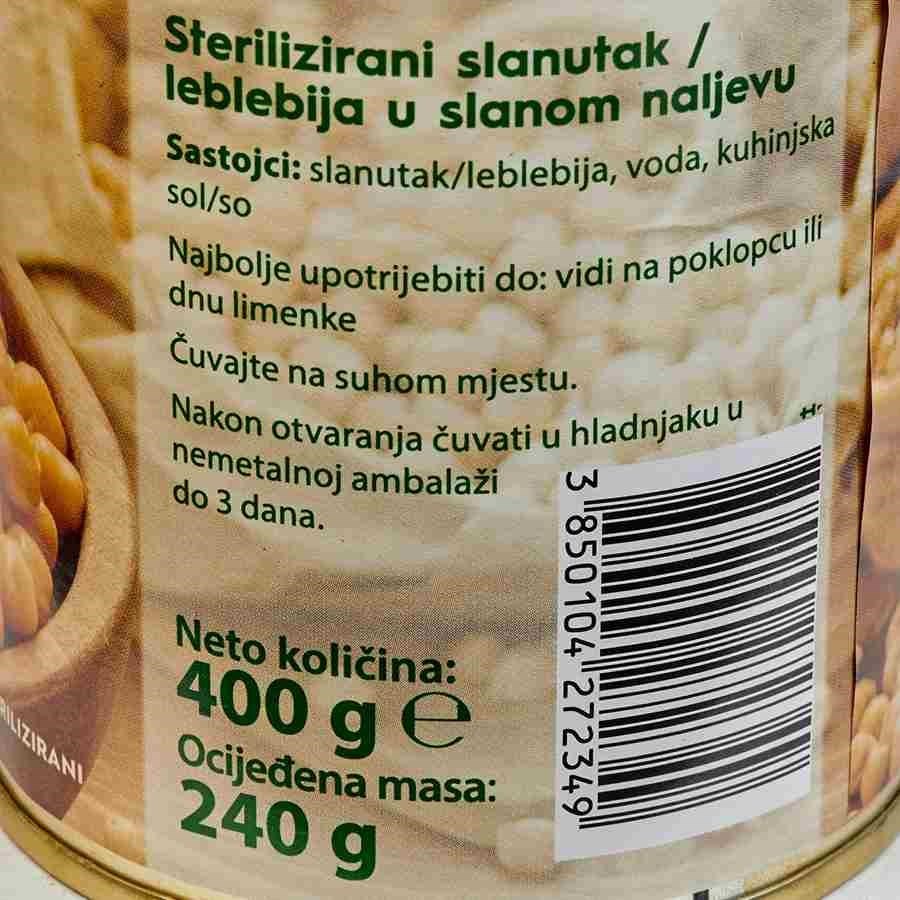 Sterilizirani slanutak /
leblebija u slanom naljevu
Sastojci: slanutak/leblebija, voda, kuhinjska
sol/so
Najbolje upotrijebiti do: vidi na poklopcu ili
dnu limenke
Čuvajte na suhom mjestu.
Nakon otvaranja čuvati u hladnjaku u
nemetalnoj ambalaži
do 3 dana.
Neto količina:
400 g ℮
Ocijeđena masa:
240 g
3 850104 272349